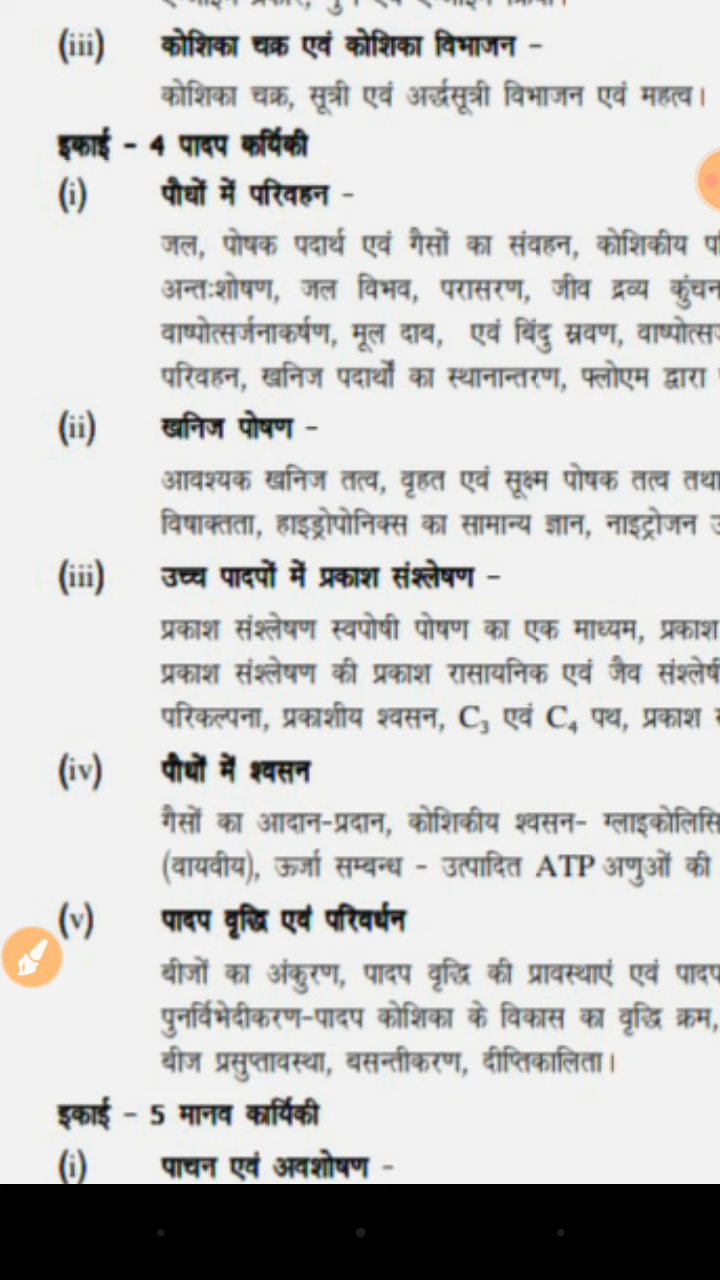 (iii) कोशिका चक्र एवं कोशिका विभाजन -
कोशिका चक्र, सूत्री एवं अर्द्धसूत्री विभाजन एवं महत्व।
इकाई - 4 पादप कार्यिकी
(i) पौधों में परिवहन -
जल, पोषक पदार्थ एवं गैसों का संवहन, कोशिकीय
अन्तःशोषण, जल विभव, परासरण, जीव द्रव्य कुंचन
वाष्पोत्सर्जनाकर्षण, मूल दाब, एवं बिंदु स्रवण,
परिवहन, खनिज पदार्थों का स्थानान्तरण, फ्लोएम द्वारा
(ii) खनिज पोषण -
आवश्यक खनिज तत्व, वृहत एवं सूक्ष्म पोषक तत्व तथा
विषाक्तता, हाइड्रोपोनिक्स का सामान्य ज्ञान, नाइट्रोजन
(iii) उच्च पादपों में प्रकाश संश्लेषण -
प्रकाश संश्लेषण स्वपोषी पोषण का एक माध्यम, प्रकाश
प्रकाश संश्लेषण की प्रकाश रासायनिक एवं जैव
परिकल्पना, प्रकाशीय श्वसन, C₃ एवं C₄ पथ, प्रकाश
(iv) पौधों में श्वसन
गैसों का आदान-प्रदान, कोशिकीय श्वसन-
(वायवीय), ऊर्जा सम्बन्ध - उत्पादित ATP अणुओं की
(v) पादप वृद्धि एवं परिवर्धन
बीजों का अंकुरण, पादप वृद्धि की प्रावस्थाएं एवं पादप
पुनर्विभेदीकरण-पादप कोशिका के विकास का वृद्धि क्रम,
बीज प्रसुप्तावस्था, बसन्तीकरण, दीप्तिकालिता।
इकाई - 5 मानव कार्यिकी
(i) पाचन एवं अवशोषण -